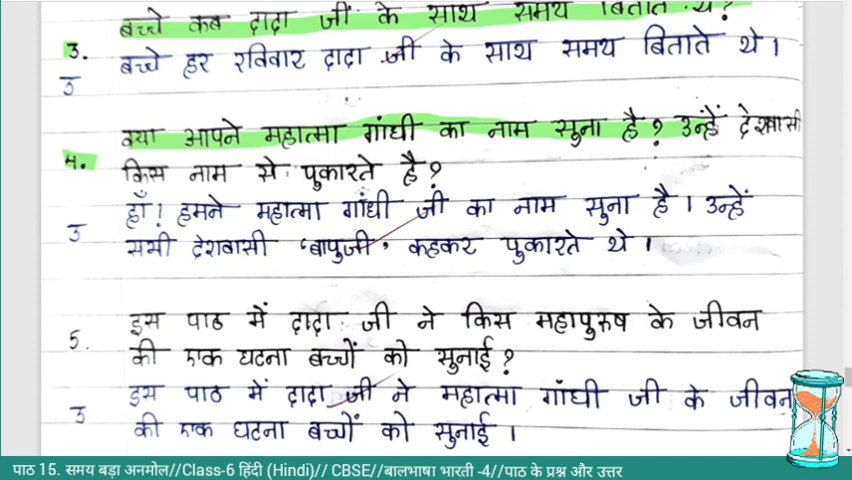 बच्चे कब दादा जी के साथ समय बिताते थे?
3.
बच्चे हर रविवार दादा जी के साथ समय बिताते थे।
उ
क्या आपने महात्मा गांधी का नाम सुना है? उन्हें देशवासी
4. किस नाम से पुकारते है?
हाँ! हमने महात्मा गांधी जी का नाम सुना है। उन्हें
उ
सभी देशवासी 'बापुजी' कहकर पुकारते थे।
इस पाठ में दादा जी ने किस महापुरुष के जीवन
5.
की एक घटना बच्चों को सुनाई?
इस पाठ में दादा जी ने महात्मा गाँधी जी के जीवन
उ
की एक घटना बच्चों को सुनाई।
पाठ 15. समय बड़ा अनमोल//Class-6 हिंदी (Hindi)// CBSE//बालभाषा भारती -4//पाठ के प्रश्न और उत्तर